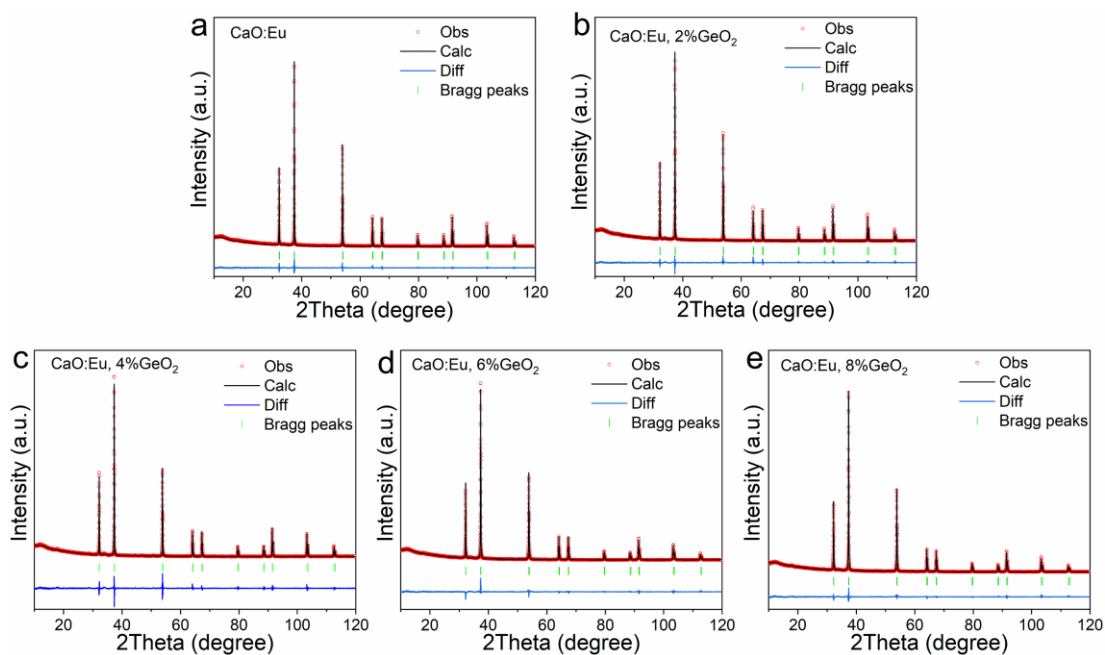 a
CaO:Eu
Obs
Calc
Diff
Bragg peaks
Intensity (a.u.)
20 40 60 80 100 120
2Theta (degree)
b
CaO:Eu, 2%GeO₂
Obs
Calc
Diff
Bragg peaks
Intensity (a.u.)
20 40 60 80 100 120
2Theta (degree)
c
CaO:Eu, 4%GeO₂
Obs
Calc
Diff
Bragg peaks
Intensity (a.u.)
20 40 60 80 100 120
2Theta (degree)
d
CaO:Eu, 6%GeO₂
Obs
Calc
Diff
Bragg peaks
Intensity (a.u.)
20 40 60 80 100 120
2Theta (degree)
e
CaO:Eu, 8%GeO₂
Obs
Calc
Diff
Bragg peaks
Intensity (a.u.)
20 40 60 80 100 120
2Theta (degree)